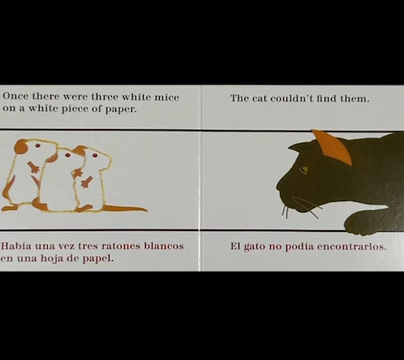 Once there were three white mice
on a white piece of paper.
The cat couldn't find them.
Había una vez tres ratones blancos
en una hoja de papel.
El gato no podía encontrarlos.